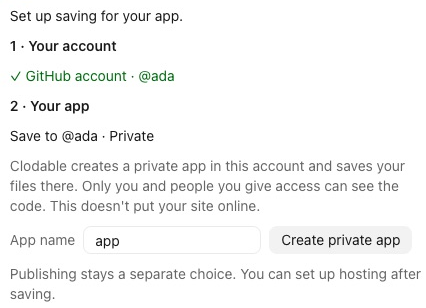 Set up saving for your app.
1 · Your account
✓ GitHub account · @ada
2 · Your app
Save to @ada · Private
Clodable creates a private app in this account and saves your
files there. Only you and people you give access can see the
code. This doesn't put your site online.
App name app Create private app
Publishing stays a separate choice. You can set up hosting after
saving.